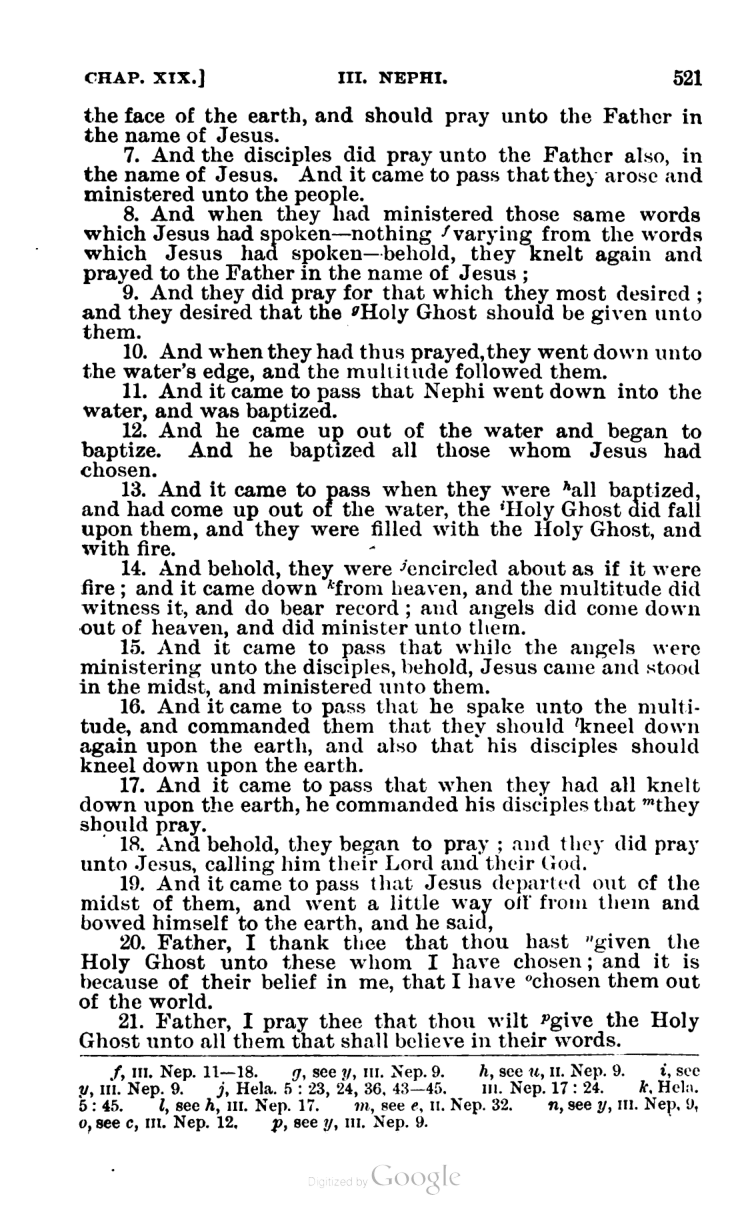 CHAP. XIX.] III. NEPHI. 521
the face of the earth, and should pray unto the Father in
the name of Jesus.
7. And the disciples did pray unto the Father also, in
the name of Jesus. And it came to pass that they arose and
ministered unto the people.
8. And when they had ministered those same words
which Jesus had spoken—nothing f varying from the words
which Jesus had spoken—behold, they knelt again and
prayed to the Father in the name of Jesus ;
9. And they did pray for that which they most desired ;
and they desired that the gHoly Ghost should be given unto
them.
10. And when they had thus prayed, they went down unto
the water's edge, and the multitude followed them.
11. And it came to pass that Nephi went down into the
water, and was baptized.
12. And he came up out of the water and began to
baptize. And he baptized all those whom Jesus had
chosen.
13. And it came to pass when they were hall baptized,
and had come up out of the water, the iHoly Ghost did fall
upon them, and they were filled with the Holy Ghost, and
with fire.
14. And behold, they were jencircled about as if it were
fire ; and it came down kfrom heaven, and the multitude did
witness it, and do bear record ; and angels did come down
out of heaven, and did minister unto them.
15. And it came to pass that while the angels were
ministering unto the disciples, behold, Jesus came and stood
in the midst, and ministered unto them.
16. And it came to pass that he spake unto the multi-
tude, and commanded them that they should lkneel down
again upon the earth, and also that his disciples should
kneel down upon the earth.
17. And it came to pass that when they had all knelt
down upon the earth, he commanded his disciples that mthey
should pray.
18. And behold, they began to pray ; and they did pray
unto Jesus, calling him their Lord and their God.
19. And it came to pass that Jesus departed out of the
midst of them, and went a little way off from them and
bowed himself to the earth, and he said,
20. Father, I thank thee that thou hast ngiven the
Holy Ghost unto these whom I have chosen ; and it is
because of their belief in me, that I have ochosen them out
of the world.
21. Father, I pray thee that thou wilt pgive the Holy
Ghost unto all them that shall believe in their words.
f, III. Nep. 11—18. g, see y, III. Nep. 9. h, see u, II. Nep. 9. i, see
y, III. Nep. 9. j, Hela. 5 : 23, 24, 36, 43—45. III. Nep. 17 : 24. k, Hela.
5 : 45. l, see h, III. Nep. 17. m, see e, II. Nep. 32. n, see y, III. Nep. 9,
o, see c, III. Nep. 12. p, see y, III. Nep. 9.
Digitized by Google